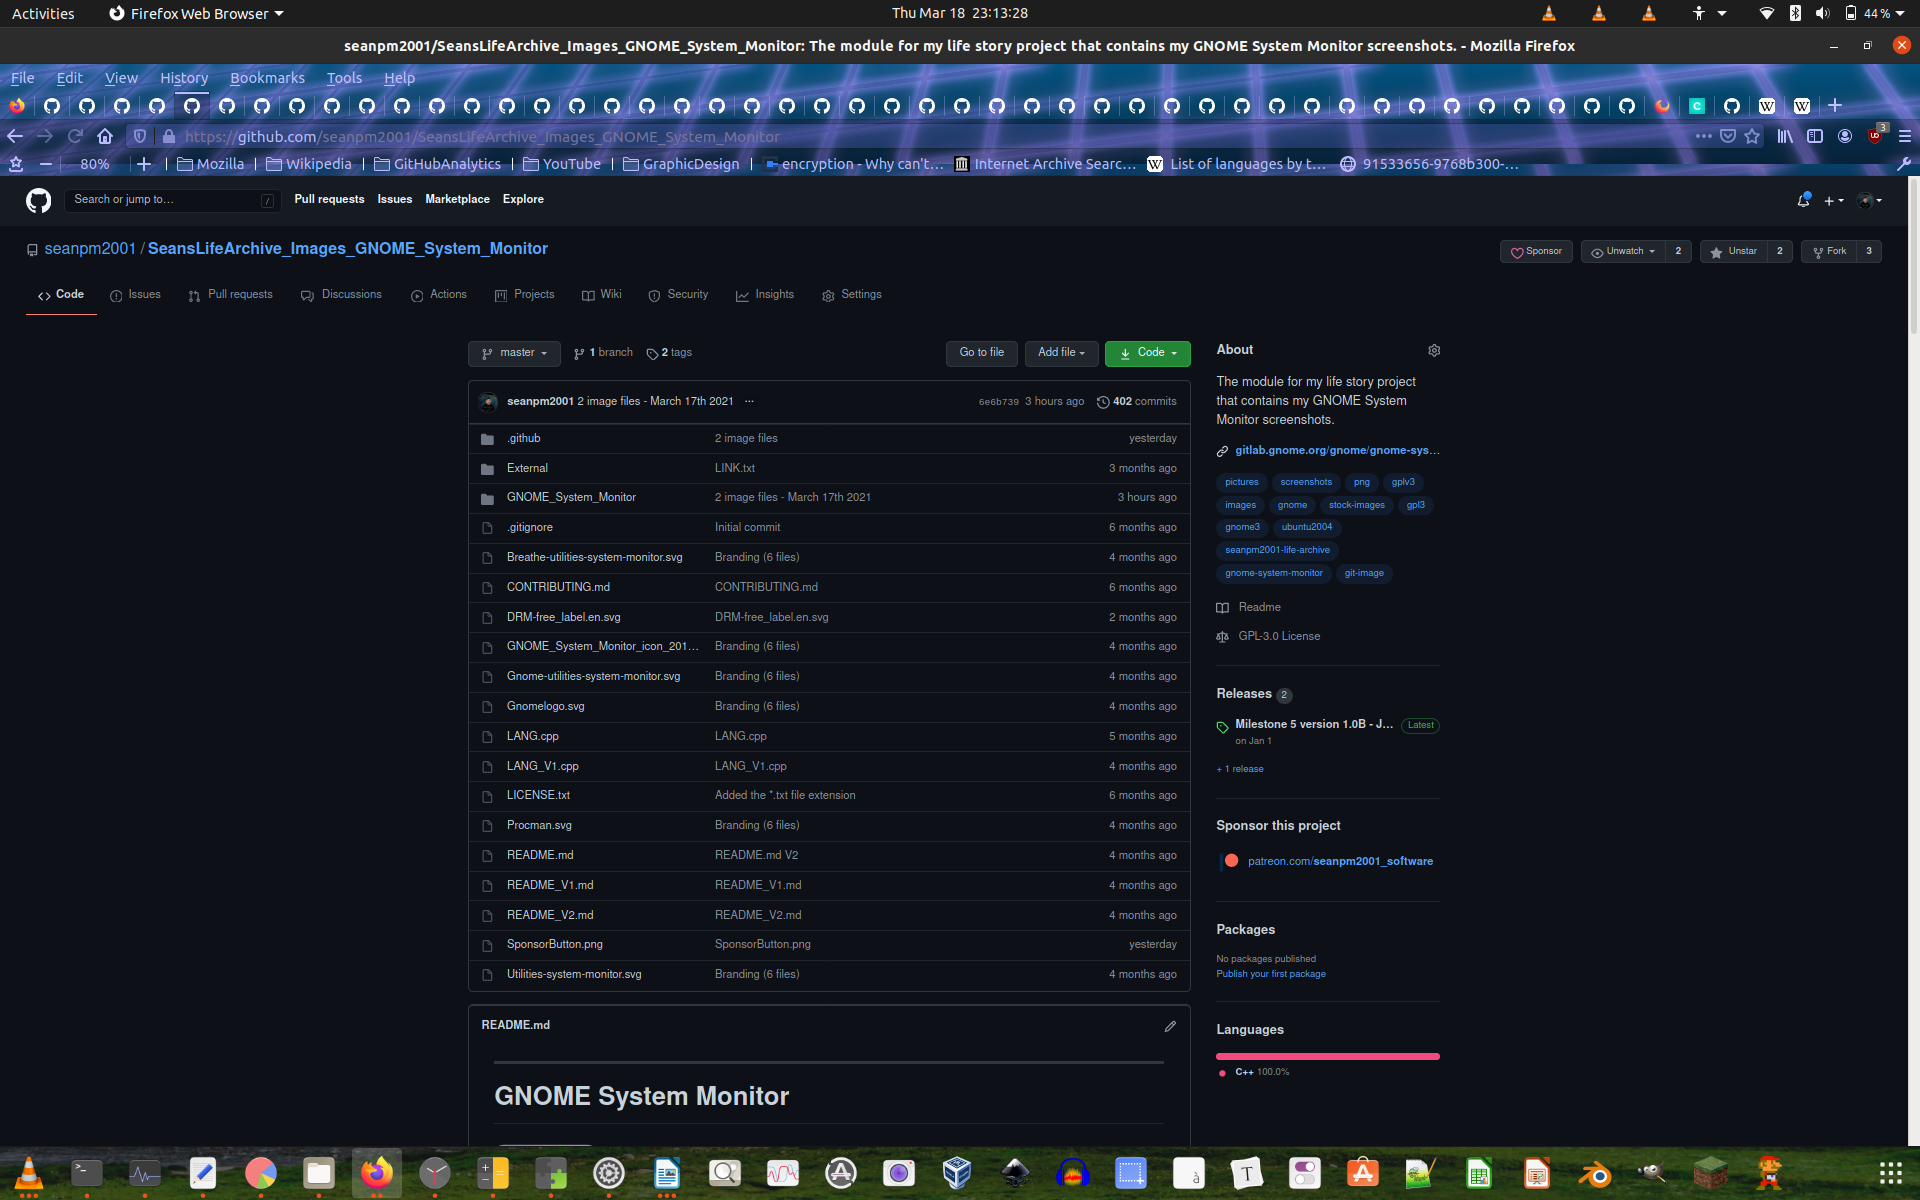 Activities Firefox Web Browser Thu Mar 18 23:13:28 44 %
seanpm2001/SeansLifeArchive_Images_GNOME_System_Monitor: The module for my life story project that contains my GNOME System Monitor screenshots. - Mozilla Firefox
File Edit View History Bookmarks Tools Help
https://github.com/seanpm2001/SeansLifeArchive_Images_GNOME_System_Monitor 3
80% Mozilla Wikipedia GitHubAnalytics YouTube GraphicDesign encryption - Why can't… Internet Archive Searc… List of languages by t… 91533656-9768b300-…
Search or jump to… / Pull requests Issues Marketplace Explore
seanpm2001 / SeansLifeArchive_Images_GNOME_System_Monitor
Sponsor Unwatch 2 Unstar 2 Fork 3
Code Issues Pull requests Discussions Actions Projects Wiki Security Insights Settings
master 1 branch 2 tags Go to file Add file Code
seanpm2001 2 image files - March 17th 2021 … 6e6b739 3 hours ago 402 commits
.github 2 image files yesterday
External LINK.txt 3 months ago
GNOME_System_Monitor 2 image files - March 17th 2021 3 hours ago
.gitignore Initial commit 6 months ago
Breathe-utilities-system-monitor.svg Branding (6 files) 4 months ago
CONTRIBUTING.md CONTRIBUTING.md 6 months ago
DRM-free_label.en.svg DRM-free_label.en.svg 2 months ago
GNOME_System_Monitor_icon_201… Branding (6 files) 4 months ago
Gnome-utilities-system-monitor.svg Branding (6 files) 4 months ago
Gnomelogo.svg Branding (6 files) 4 months ago
LANG.cpp LANG.cpp 5 months ago
LANG_V1.cpp LANG_V1.cpp 4 months ago
LICENSE.txt Added the *.txt file extension 6 months ago
Procman.svg Branding (6 files) 4 months ago
README.md README.md V2 4 months ago
README_V1.md README_V1.md 4 months ago
README_V2.md README_V2.md 4 months ago
SponsorButton.png SponsorButton.png yesterday
Utilities-system-monitor.svg Branding (6 files) 4 months ago
README.md
GNOME System Monitor
About
The module for my life story project
that contains my GNOME System
Monitor screenshots.
gitlab.gnome.org/gnome/gnome-sys…
pictures screenshots png gplv3
images gnome stock-images gpl3
gnome3 ubuntu2004
seanpm2001-life-archive
gnome-system-monitor git-image
Readme
GPL-3.0 License
Releases 2
Milestone 5 version 1.0B - J… Latest
on Jan 1
+ 1 release
Sponsor this project
patreon.com/seanpm2001_software
Packages
No packages published
Publish your first package
Languages
C++ 100.0%